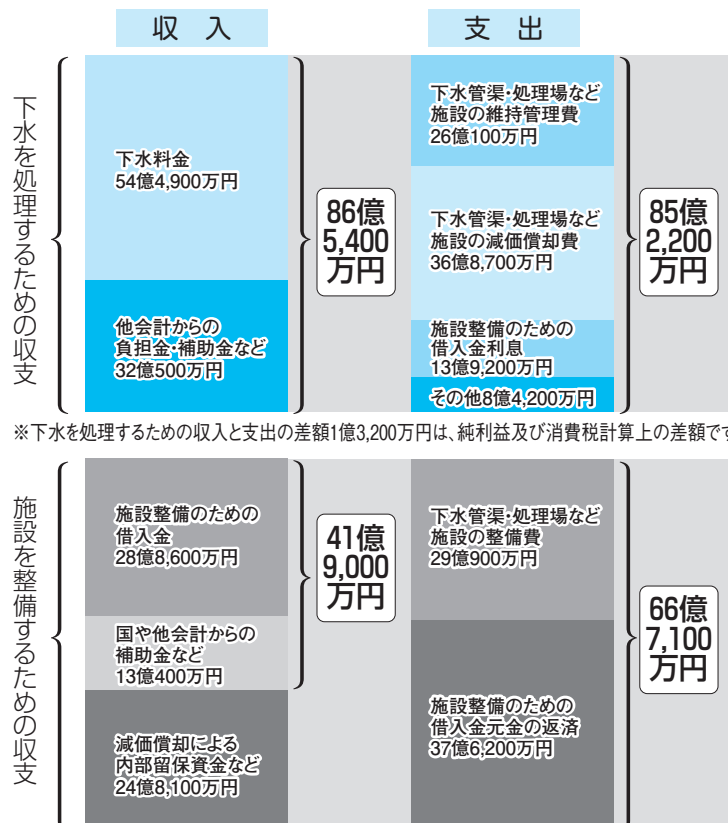 収入
支出
下水を処理するための収支
下水料金
54億4,900万円
他会計からの
負担金・補助金など
32億500万円
86億
5,400
万円
下水管渠・処理場など
施設の維持管理費
26億100万円
下水管渠・処理場など
施設の減価償却費
36億8,700万円
施設整備のための
借入金利息
13億9,200万円
その他8億4,200万円
85億
2,200
万円
※下水を処理するための収入と支出の差額1億3,200万円は、純利益及び消費税計算上の差額です
施設を整備するための収支
施設整備のための
借入金
28億8,600万円
国や他会計からの
補助金など
13億400万円
減価償却による
内部留保資金など
24億8,100万円
41億
9,000
万円
下水管渠・処理場など
施設の整備費
29億900万円
施設整備のための
借入金元金の返済
37億6,200万円
66億
7,100
万円